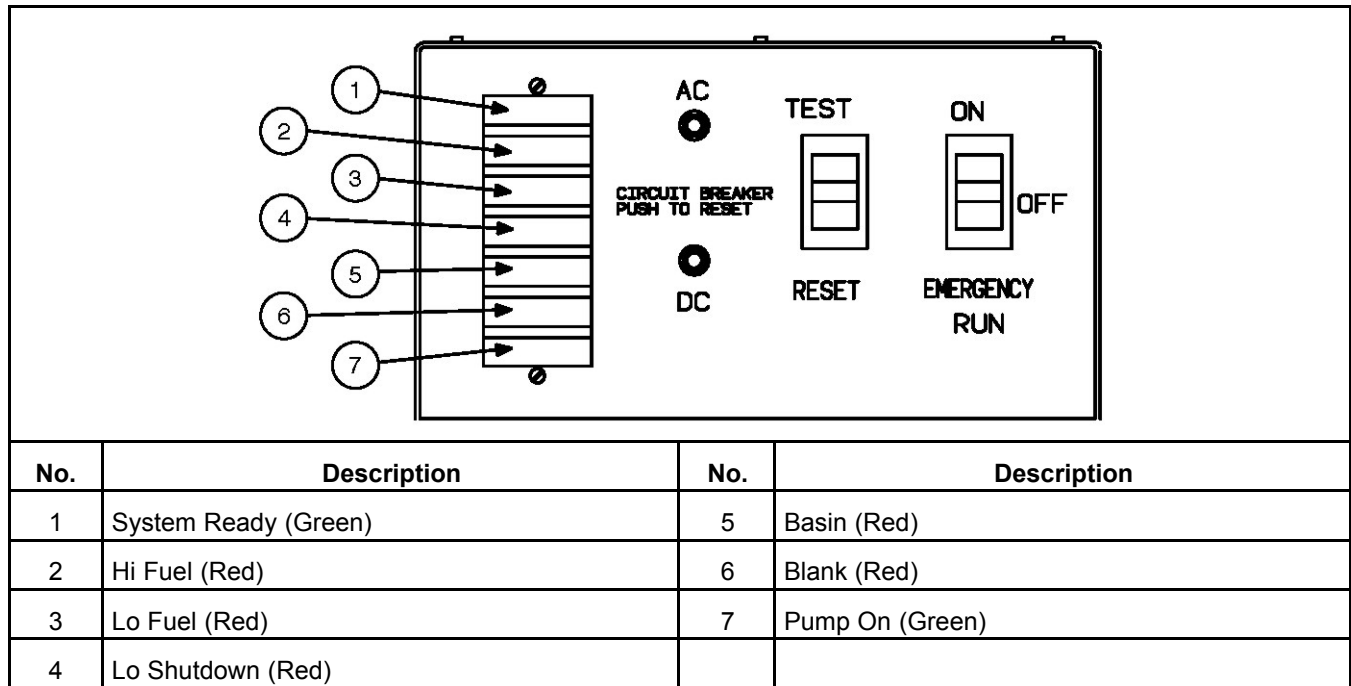 1
2
3
4
5
6
7
AC
CIRCUIT BREAKER
PUSH TO RESET
DC
TEST
RESET
ON
OFF
EMERGENCY
RUN
No. Description No. Description
1 System Ready (Green) 5 Basin (Red)
2 Hi Fuel (Red) 6 Blank (Red)
3 Lo Fuel (Red) 7 Pump On (Green)
4 Lo Shutdown (Red)